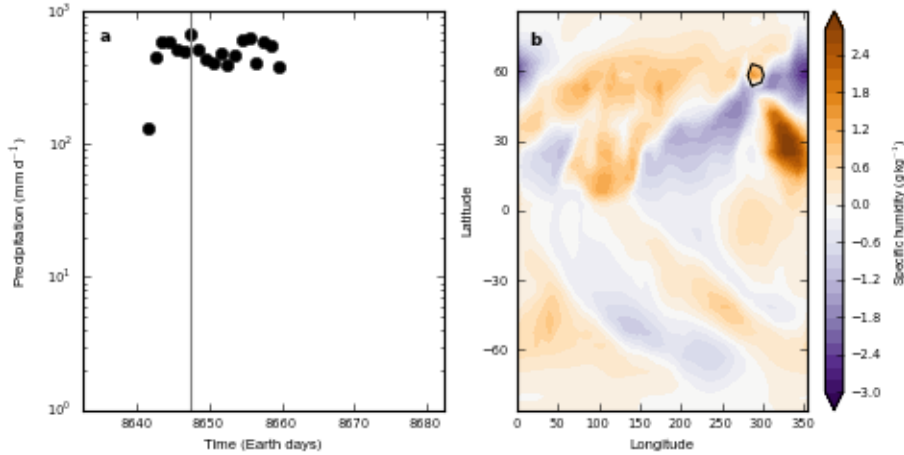 a
10³
10²
10¹
10⁰
Precipitation (mm d⁻¹)
8640 8650 8660 8670 8680
Time (Earth days)
b
60
30
0
−30
−60
Latitude
0 50 100 150 200 250 300 350
Longitude
2.4
1.8
1.2
0.6
0.0
−0.6
−1.2
−1.8
−2.4
−3.0
Specific humidity (g kg⁻¹)